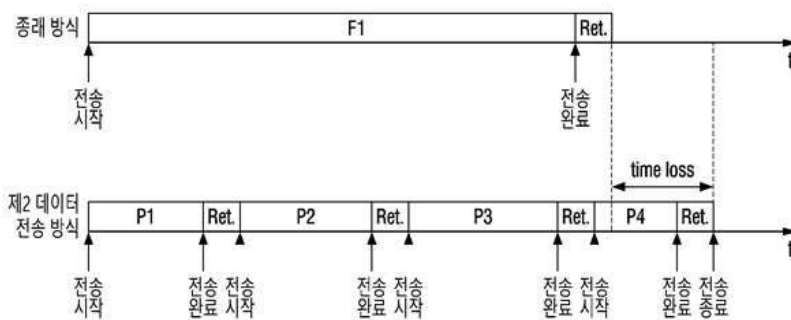 종래 방식
F1
Ret.
t
전송
시작
전송
완료
time loss
제2 데이터
전송 방식
P1
Ret.
P2
Ret.
P3
Ret.
P4
Ret.
t
전송
시작
전송
완료
전송
시작
전송
완료
전송
시작
전송
완료
전송
시작
전송
완료
전송
종료